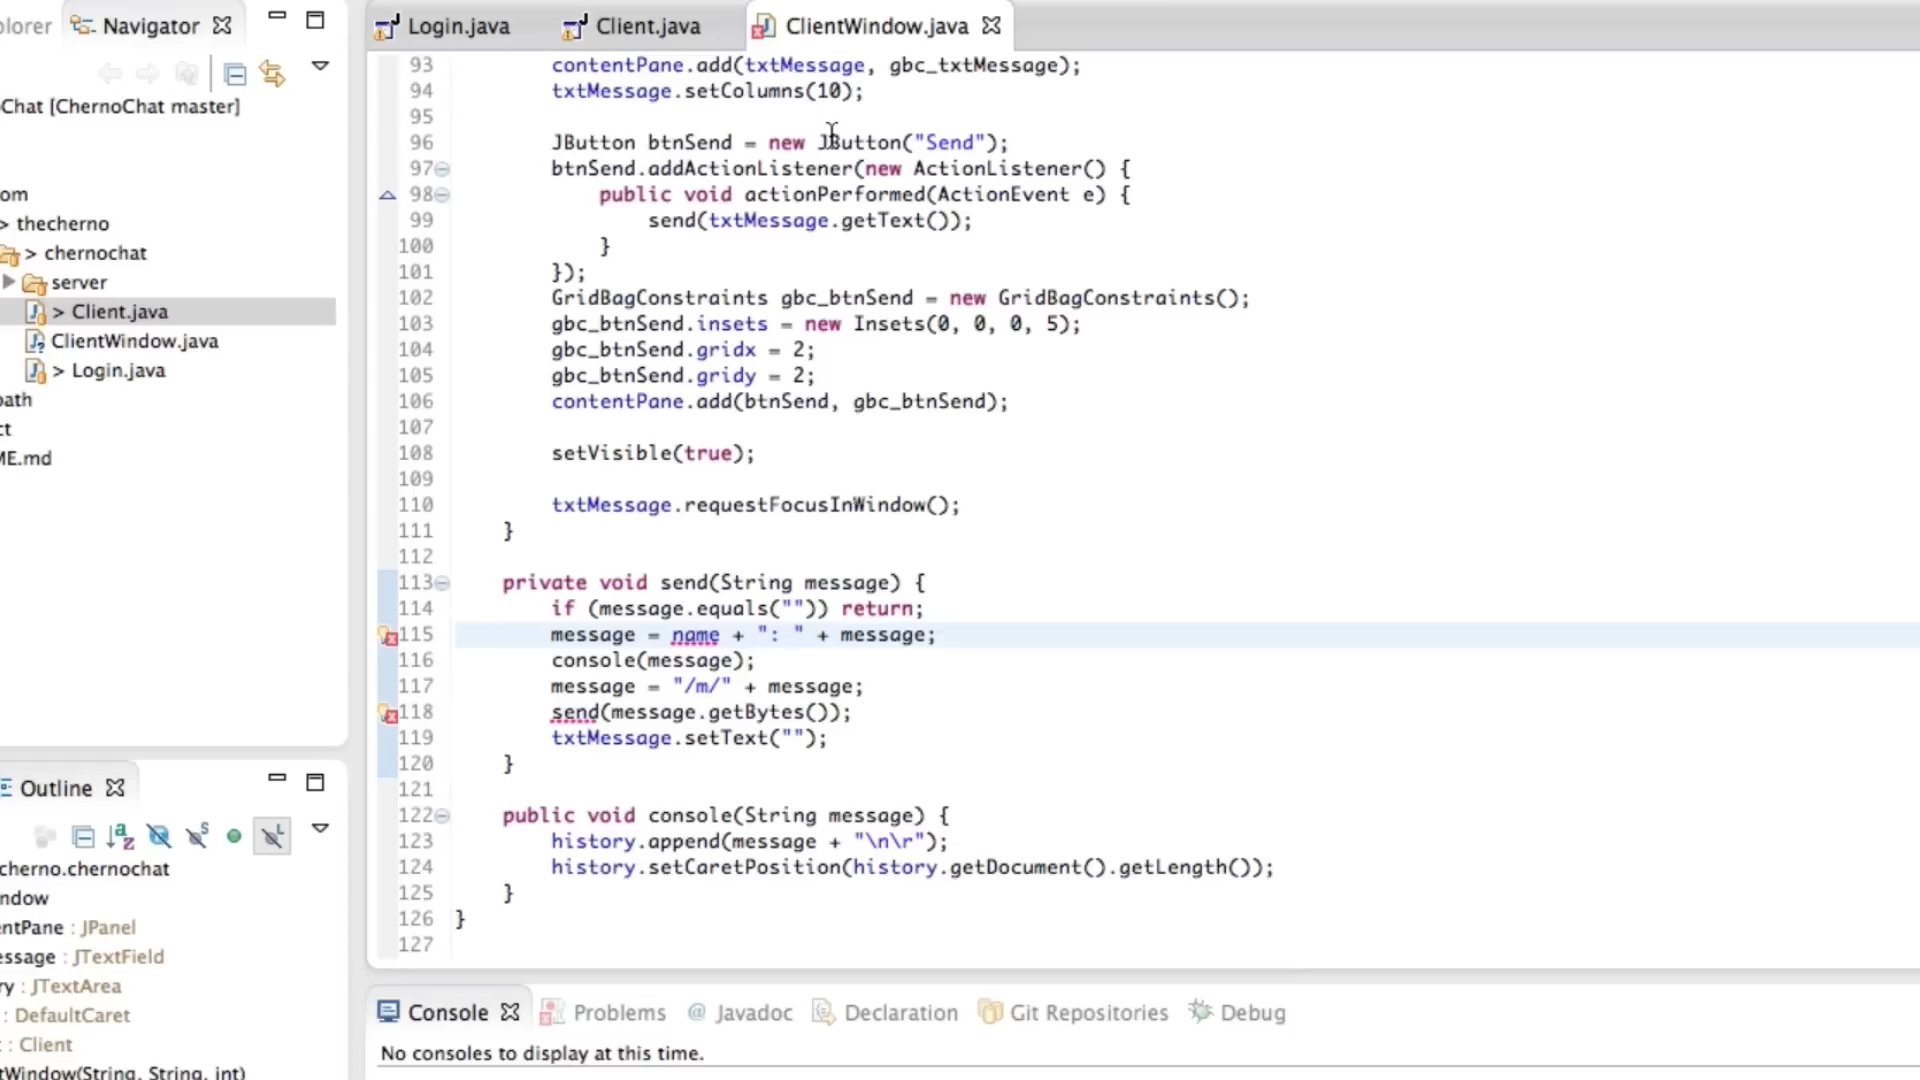 plorer Navigator
Chat [ChernoChat master]
om
> thecherno
> chernochat
server
> Client.java
ClientWindow.java
> Login.java
path
ct
ME.md
Outline
cherno.chernochat
ndow
entPane : JPanel
essage : JTextField
ry : JTextArea
: DefaultCaret
: Client
tWindow(String, String, int)
Login.java Client.java ClientWindow.java
93 contentPane.add(txtMessage, gbc_txtMessage);
94 txtMessage.setColumns(10);
95
96 JButton btnSend = new JButton("Send");
97 btnSend.addActionListener(new ActionListener() {
98 public void actionPerformed(ActionEvent e) {
99 send(txtMessage.getText());
100 }
101 });
102 GridBagConstraints gbc_btnSend = new GridBagConstraints();
103 gbc_btnSend.insets = new Insets(0, 0, 0, 5);
104 gbc_btnSend.gridx = 2;
105 gbc_btnSend.gridy = 2;
106 contentPane.add(btnSend, gbc_btnSend);
107
108 setVisible(true);
109
110 txtMessage.requestFocusInWindow();
111 }
112
113 private void send(String message) {
114 if (message.equals("")) return;
115 message = name + ": " + message;
116 console(message);
117 message = "/m/" + message;
118 send(message.getBytes());
119 txtMessage.setText("");
120 }
121
122 public void console(String message) {
123 history.append(message + "\n\r");
124 history.setCaretPosition(history.getDocument().getLength());
125 }
126 }
127
Console Problems @ Javadoc Declaration Git Repositories Debug
No consoles to display at this time.